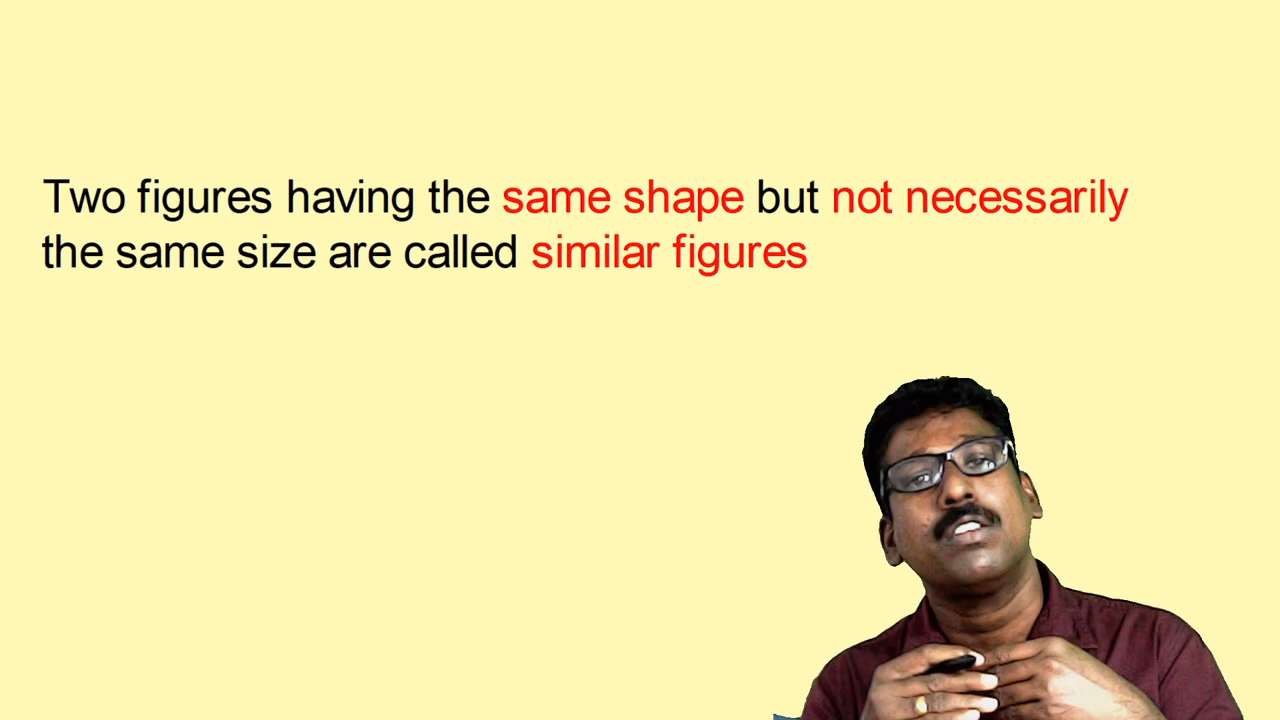 Two figures having the same shape but not necessarily
the same size are called similar figures